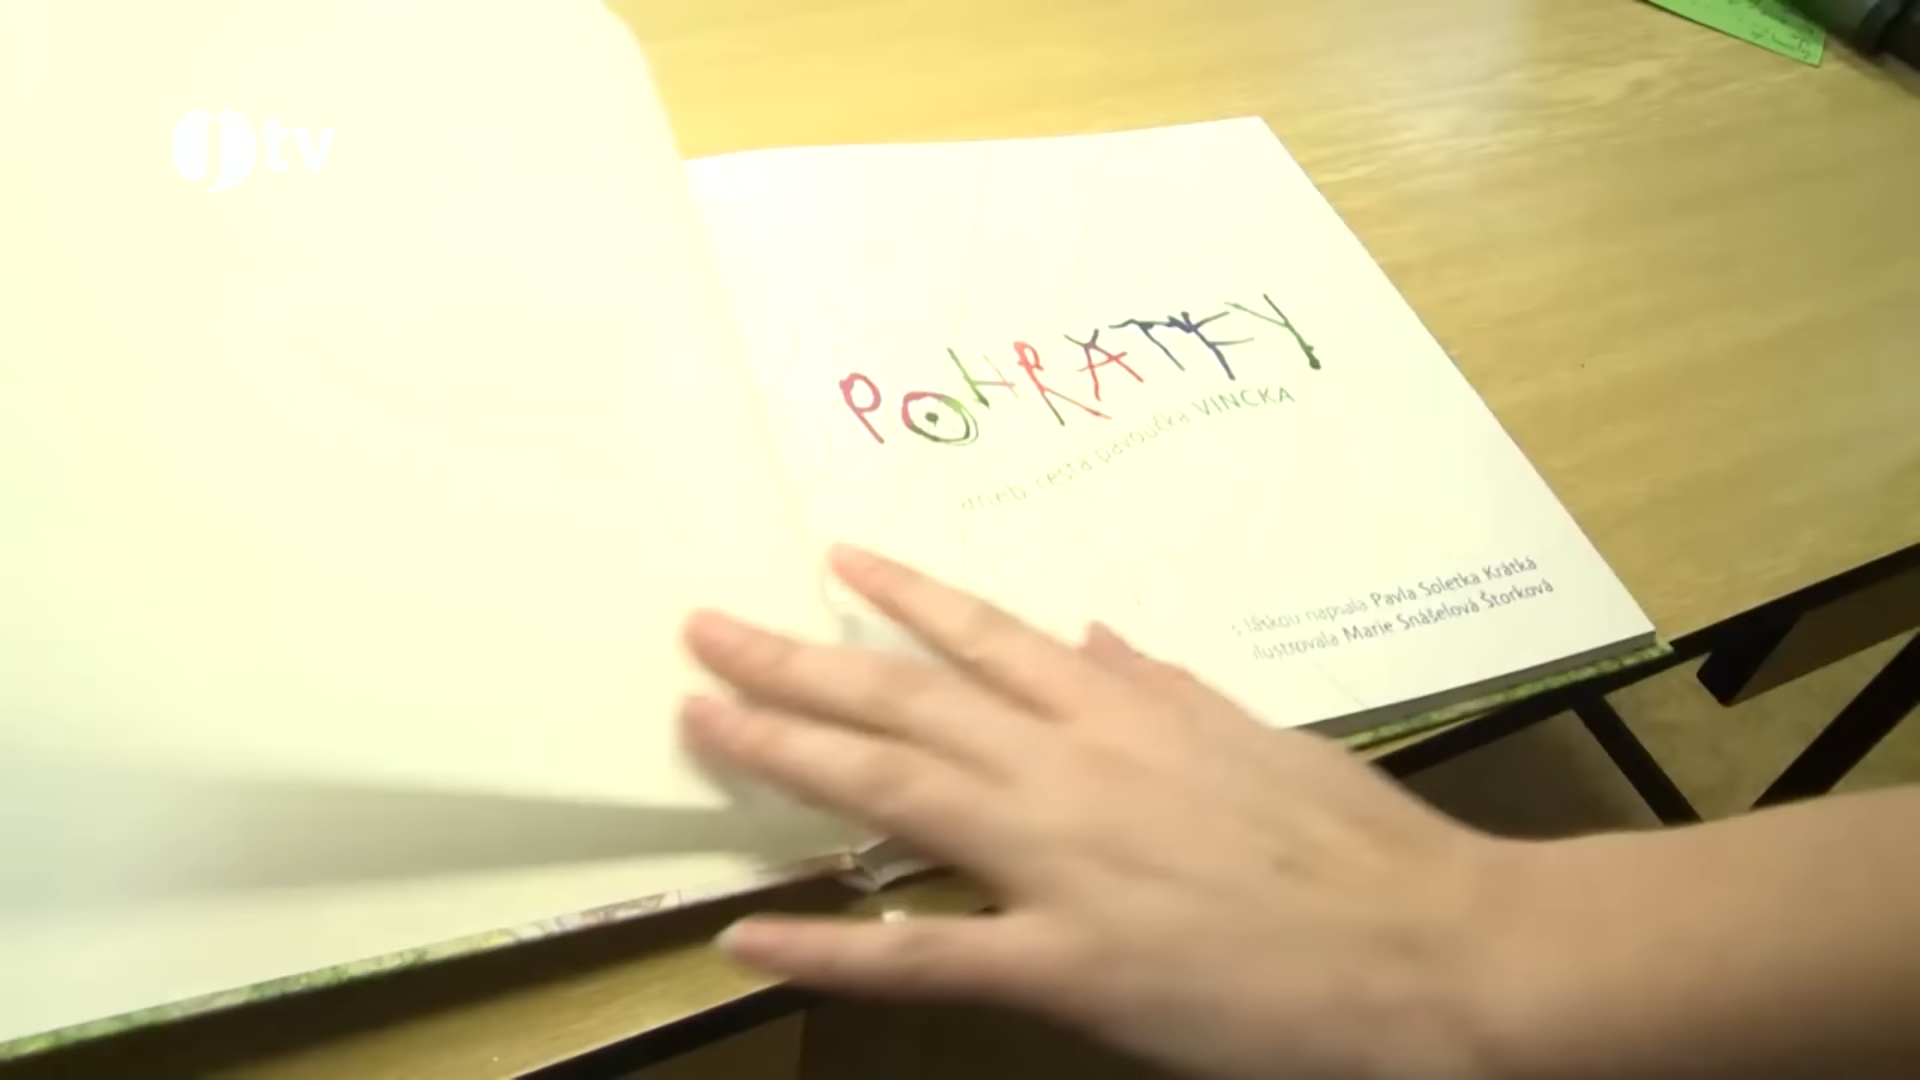 jtv
POHRATKY
aneb cesta pavoučka VINCKA
s láskou napsala Pavla Soletka Krátká
ilustrovala Marie Snášelová Štorková